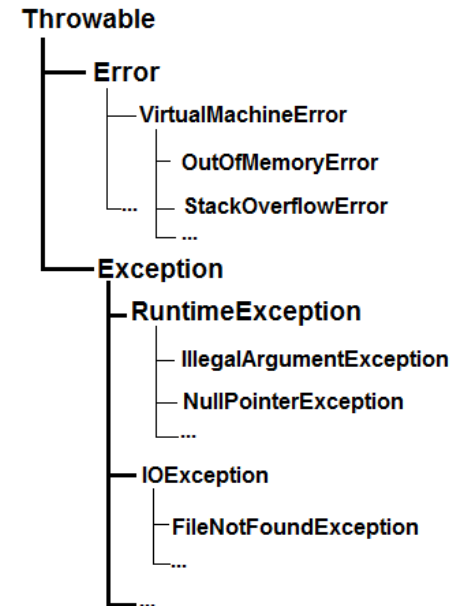 Throwable
Error
VirtualMachineError
OutOfMemoryError
StackOverflowError
...
...
Exception
RuntimeException
IllegalArgumentException
NullPointerException
...
IOException
FileNotFoundException
...
...